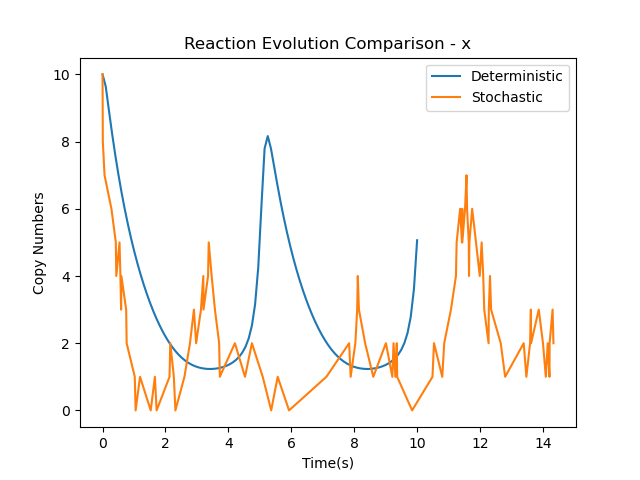 Reaction Evolution Comparison - x
Deterministic
Stochastic
Copy Numbers
10
8
6
4
2
0
0 2 4 6 8 10 12 14
Time(s)